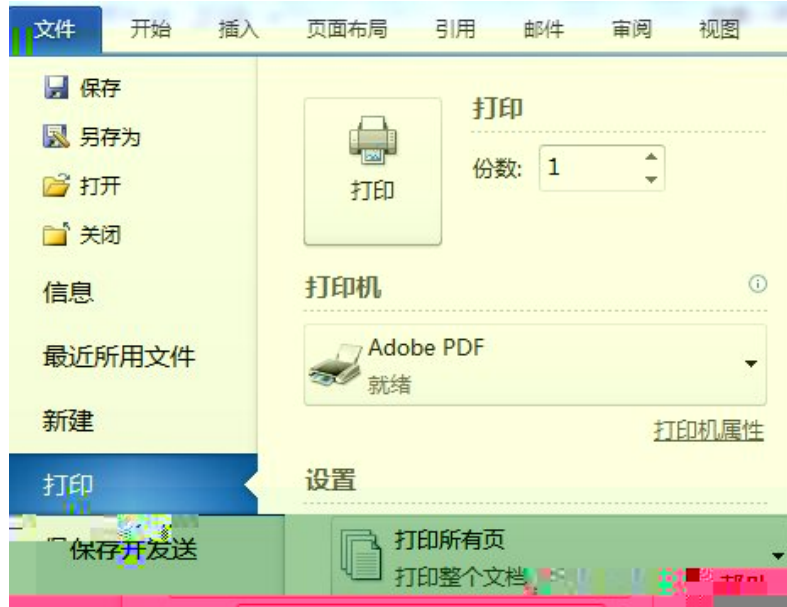 文件 开始 插入 页面布局 引用 邮件 审阅 视图
保存
另存为
打开
关闭
信息
最近所用文件
新建
打印
保存并发送
打印
打印
份数: 1
打印机
Adobe PDF
就绪
打印机属性
设置
打印所有页
打印整个文档